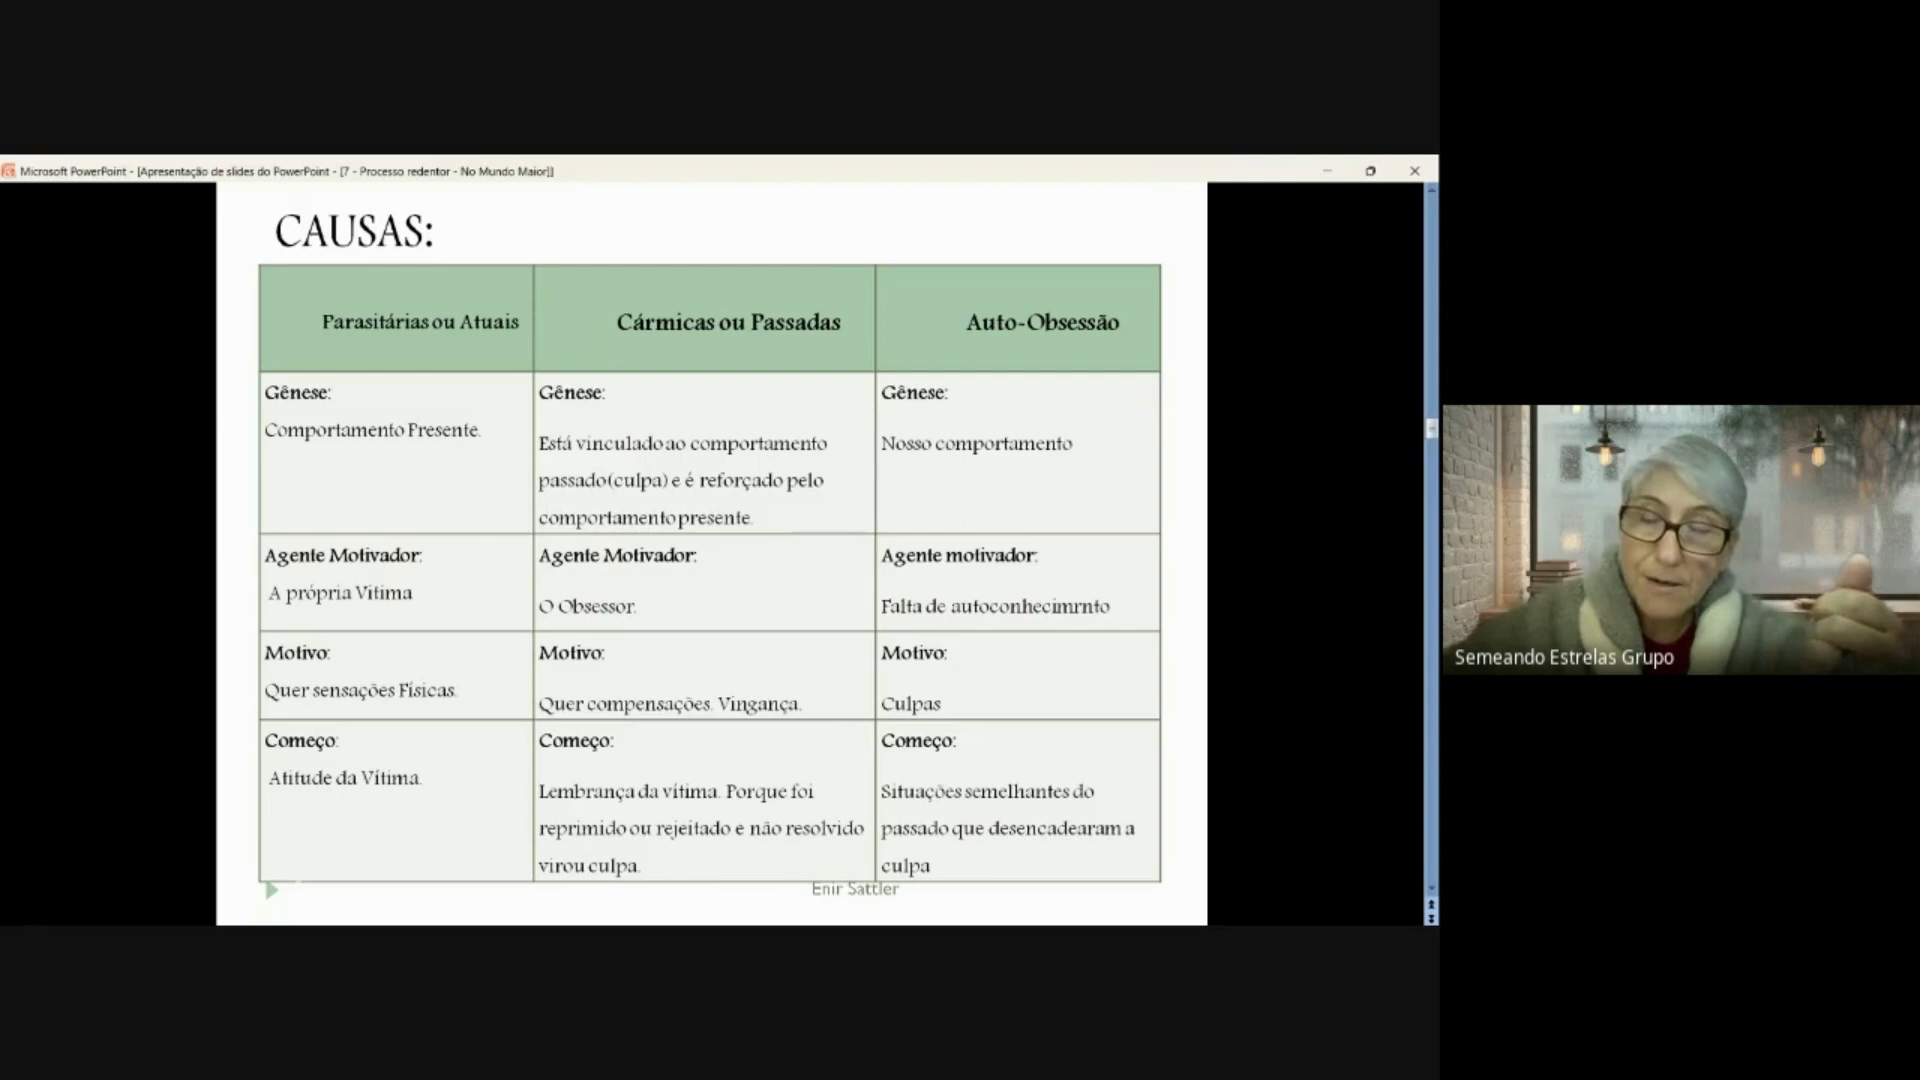 Microsoft PowerPoint - [Apresentação de slides do PowerPoint - [7 - Processo redentor - No Mundo Maior]]
CAUSAS:
Parasitárias ou Atuais
Cármicas ou Passadas
Auto-Obsessão
Gênese:
Comportamento Presente.
Gênese:
Está vinculado ao comportamento
passado(culpa) e é reforçado pelo
comportamento presente.
Gênese:
Nosso comportamento
Agente Motivador:
A própria Vitima
Agente Motivador:
O Obsessor.
Agente motivador:
Falta de autoconhecimrnto
Motivo:
Quer sensações Físicas.
Motivo:
Quer compensações. Vingança.
Motivo:
Culpas
Começo:
Atitude da Vítima.
Começo:
Lembrança da vítima. Porque foi
reprimido ou rejeitado e não resolvido
virou culpa.
Começo:
Situações semelhantes do
passado que desencadearam a
culpa
Enir Sattler
Semeando Estrelas Grupo